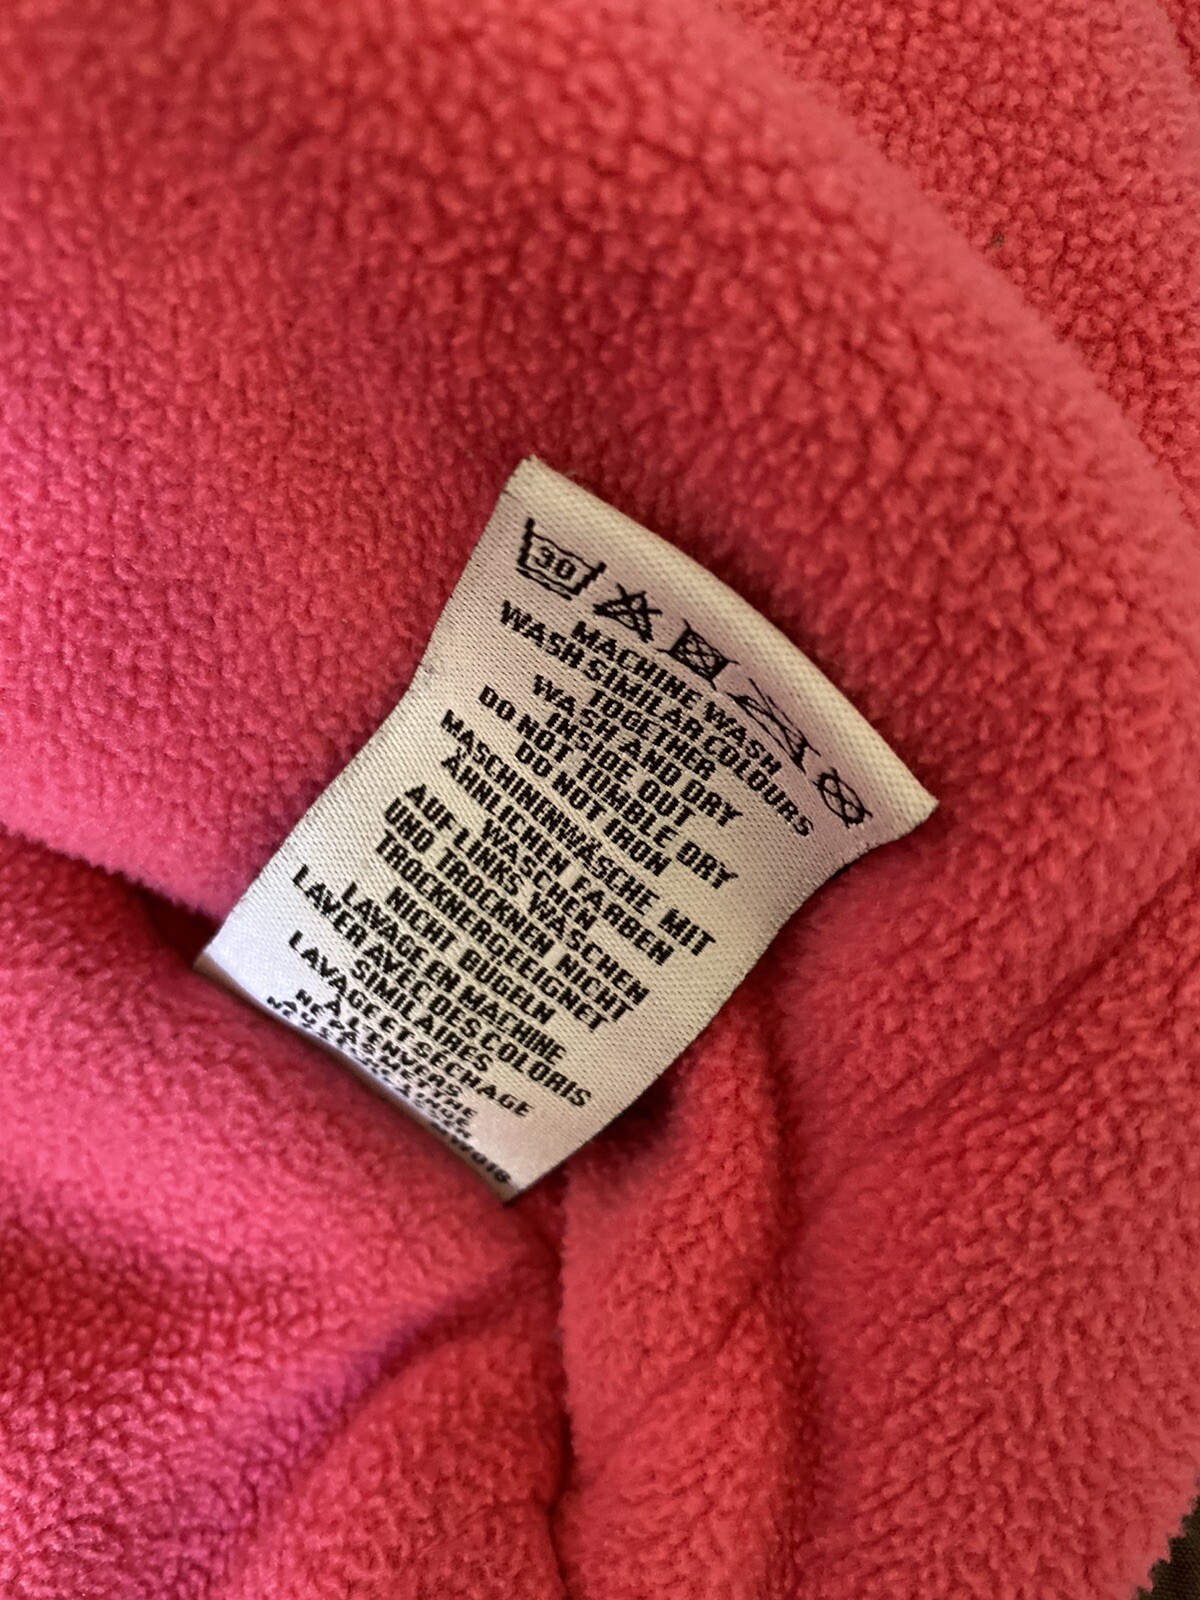 30
MACHINE WASH
WASH SIMILAR COLOURS
TOGETHER
WASH AND DRY
INSIDE OUT
DO NOT TUMBLE DRY
DO NOT IRON
MASCHINENWÄSCHE MIT
ÄHNLICHEN FARBEN
WASCHEN
AUF LINKS WASCHEN
UND TROCKNEN NICHT
TROCKNERGEEIGNET
NICHT BÜGELN
LAVAGE EN MACHINE
LAVER AVEC DES COLORIS
SIMILAIRES
LAVAGE ET SÉCHAGE
À L'ENVERS